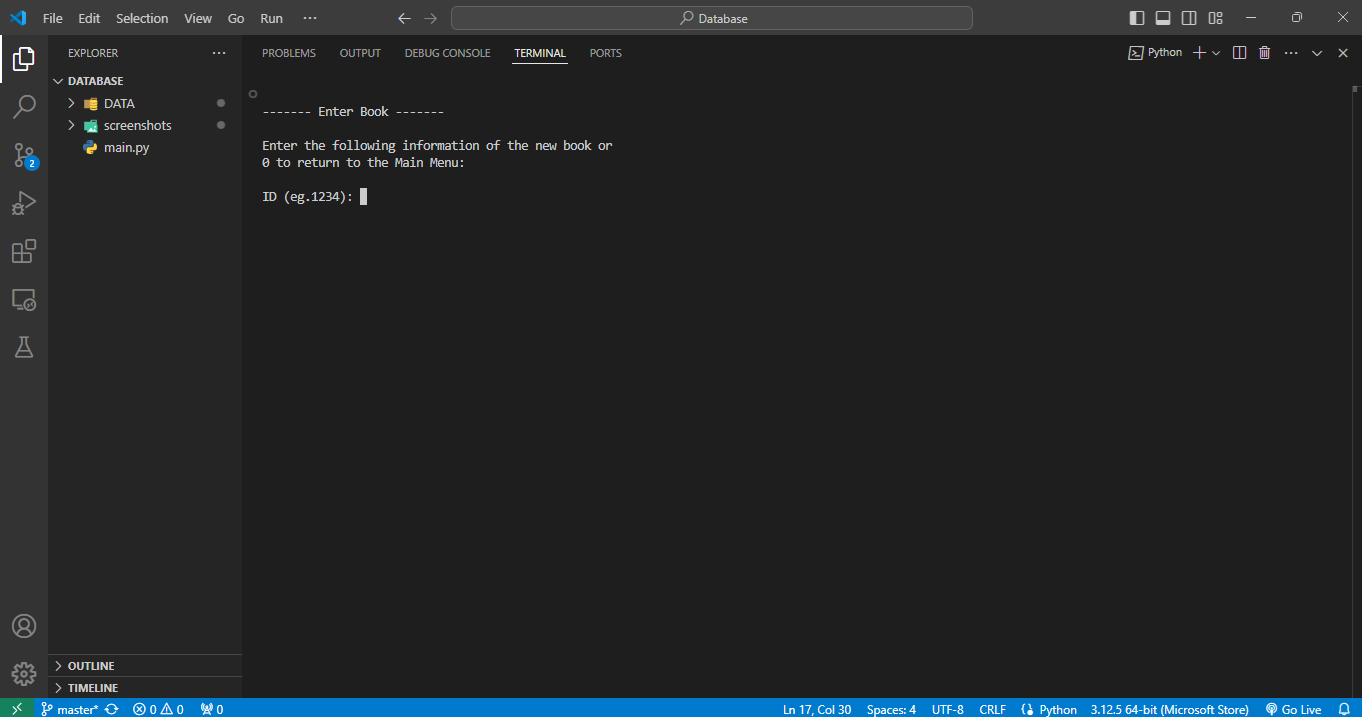 File Edit Selection View Go Run ···
Database
EXPLORER ···
PROBLEMS OUTPUT DEBUG CONSOLE TERMINAL PORTS
Python
DATABASE
DATA
screenshots
main.py
------- Enter Book -------
Enter the following information of the new book or
0 to return to the Main Menu:
ID (eg.1234):
2
OUTLINE
TIMELINE
master* 0 0 0 Ln 17, Col 30 Spaces: 4 UTF-8 CRLF Python 3.12.5 64-bit (Microsoft Store) Go Live